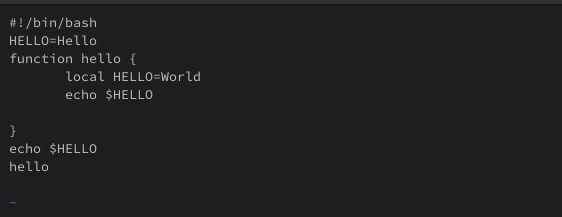 #!/bin/bash
HELLO=Hello
function hello {
       local HELLO=World
       echo $HELLO

}
echo $HELLO
hello

~